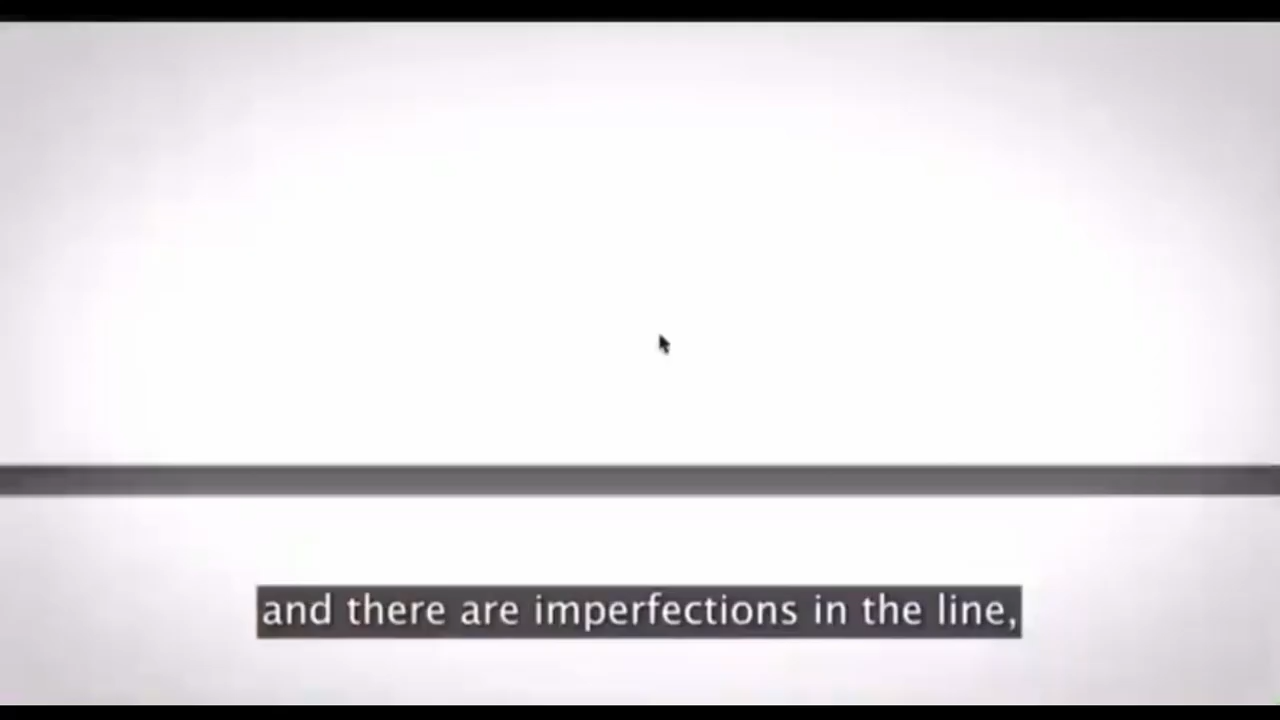 and there are imperfections in the line,